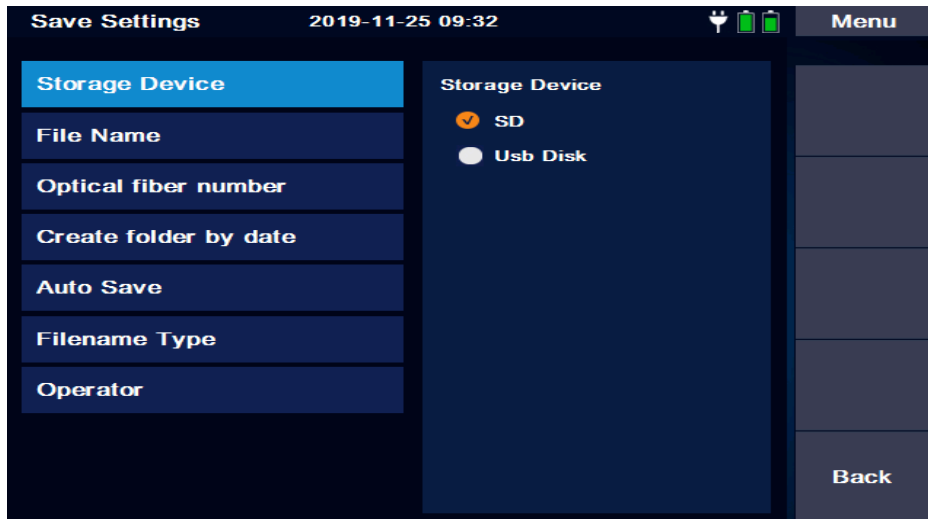 Save Settings 2019-11-25 09:32 Menu
Storage Device
File Name
Optical fiber number
Create folder by date
Auto Save
Filename Type
Operator
Storage Device
SD
Usb Disk
Back